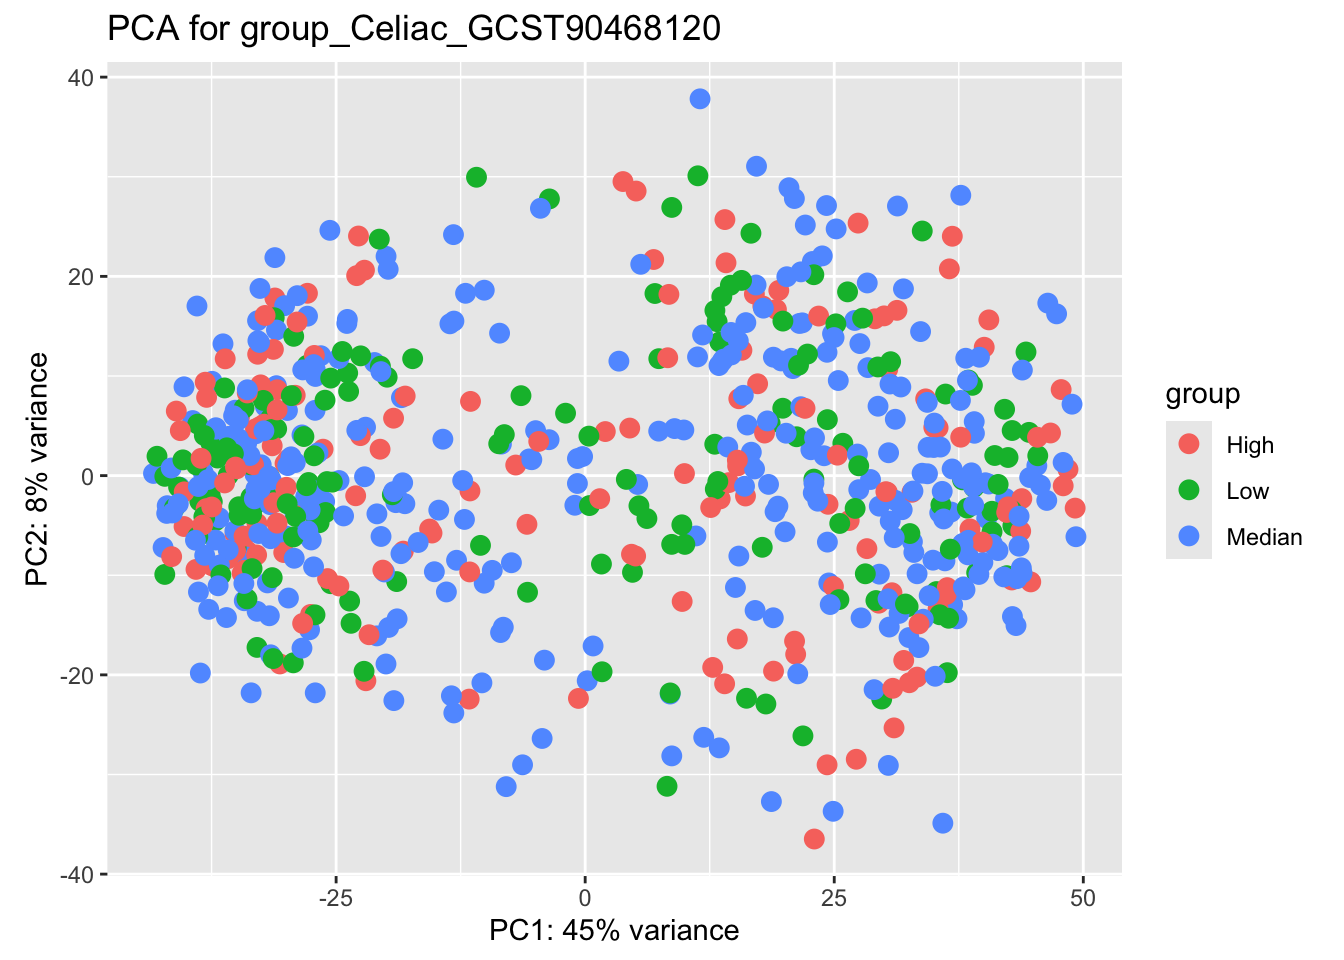 PCA for group_Celiac_GCST90468120
40
20
0
-20
-40
PC2: 8% variance
-25
0
25
50
PC1: 45% variance
group
High
Low
Median